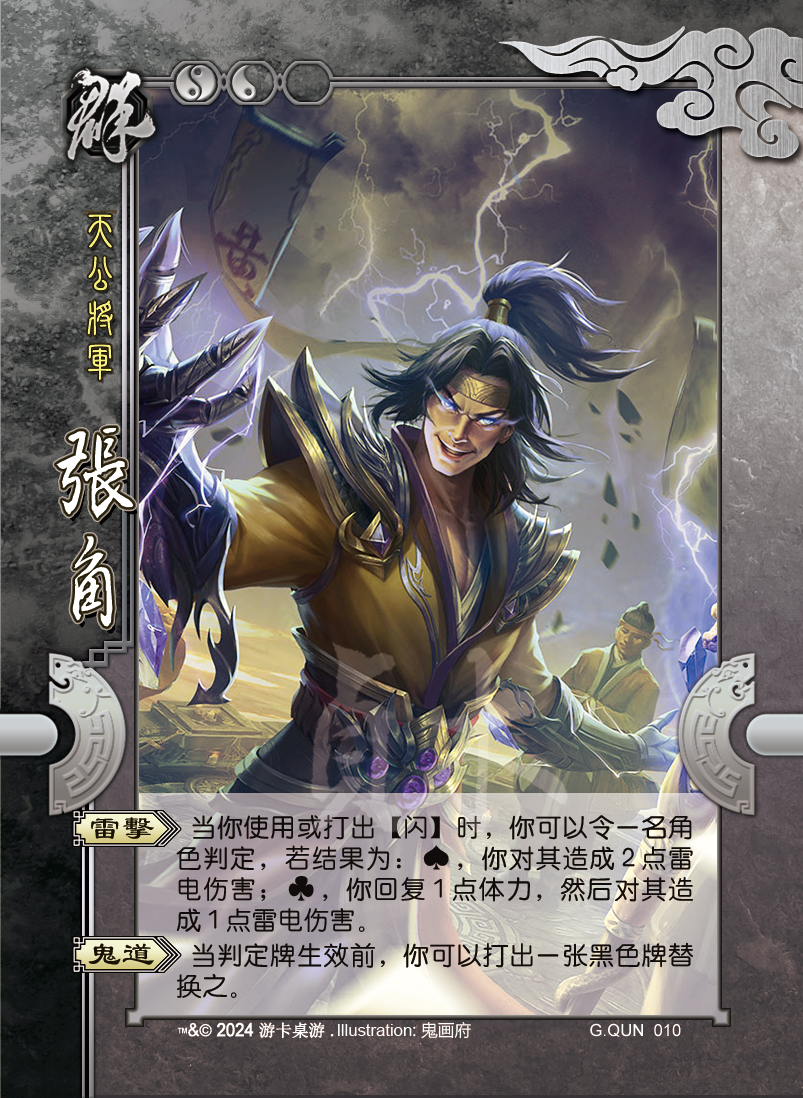 群
天公將軍
張角
黃
雷擊
当你使用或打出【闪】时，你可以令一名角
色判定，若结果为：♠，你对其造成2点雷
电伤害；♣，你回复1点体力，然后对其造
成1点雷电伤害。
鬼道
当判定牌生效前，你可以打出一张黑色牌替
换之。
™&© 2024 游卡桌游 . Illustration: 鬼画府
G.QUN 010